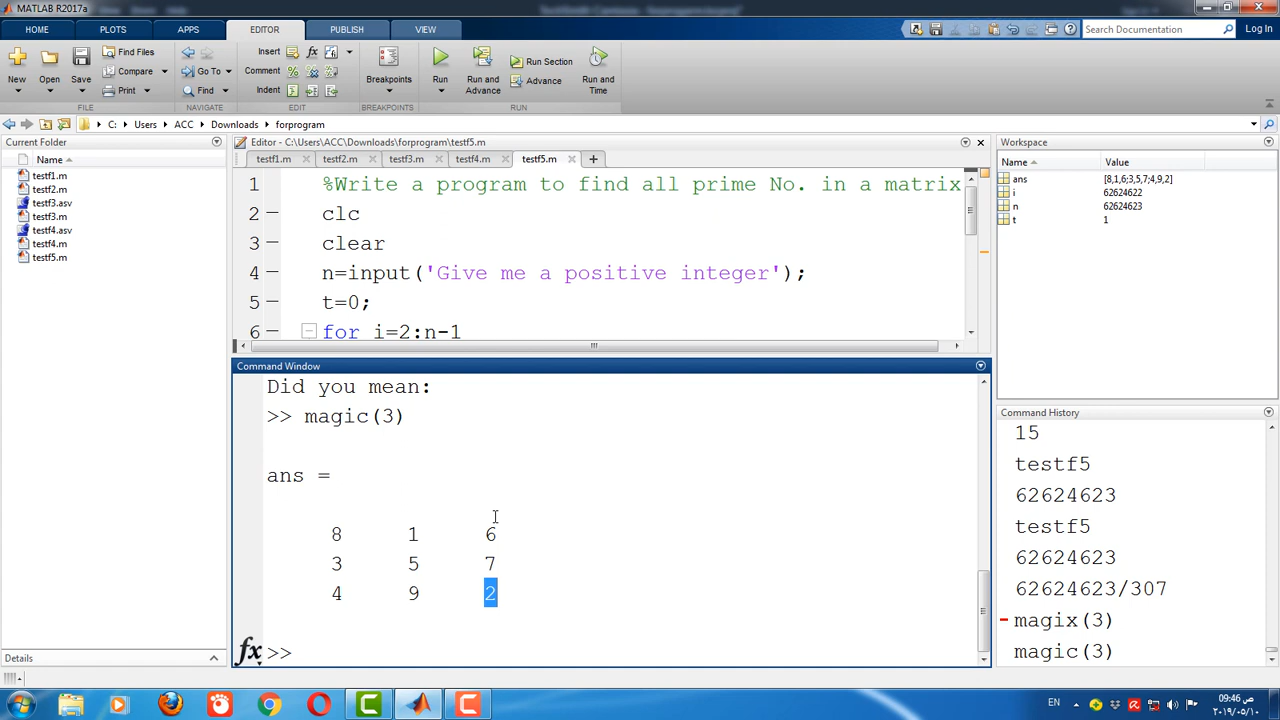 MATLAB R2017a
HOME PLOTS APPS EDITOR PUBLISH VIEW
Search Documentation Log In
New Open Save Find Files Compare Print
Insert Comment Indent
Go To Find
Breakpoints Run Run and Advance Run Section Advance Run and Time
FILE NAVIGATE EDIT BREAKPOINTS RUN
C: Users ACC Downloads forprogram
Current Folder
Name
testf1.m
testf2.m
testf3.asv
testf3.m
testf4.asv
testf4.m
testf5.m
Details
Editor - C:\Users\ACC\Downloads\forprogram\testf5.m
testf1.m testf2.m testf3.m testf4.m testf5.m
1 %Write a program to find all prime No. in a matrix
2 clc
3 clear
4 n=input('Give me a positive integer');
5 t=0;
6 for i=2:n-1
Command Window
Did you mean:
>> magic(3)
ans =
8 1 6
3 5 7
4 9 2
fx >>
Workspace
Name Value
ans [8,1,6;3,5,7;4,9,2]
i 62624622
n 62624623
t 1
Command History
15
testf5
62624623
testf5
62624623
62624623/307
magix(3)
magic(3)
EN
09:46 ص
٢٠١٩/٠٥/١٠